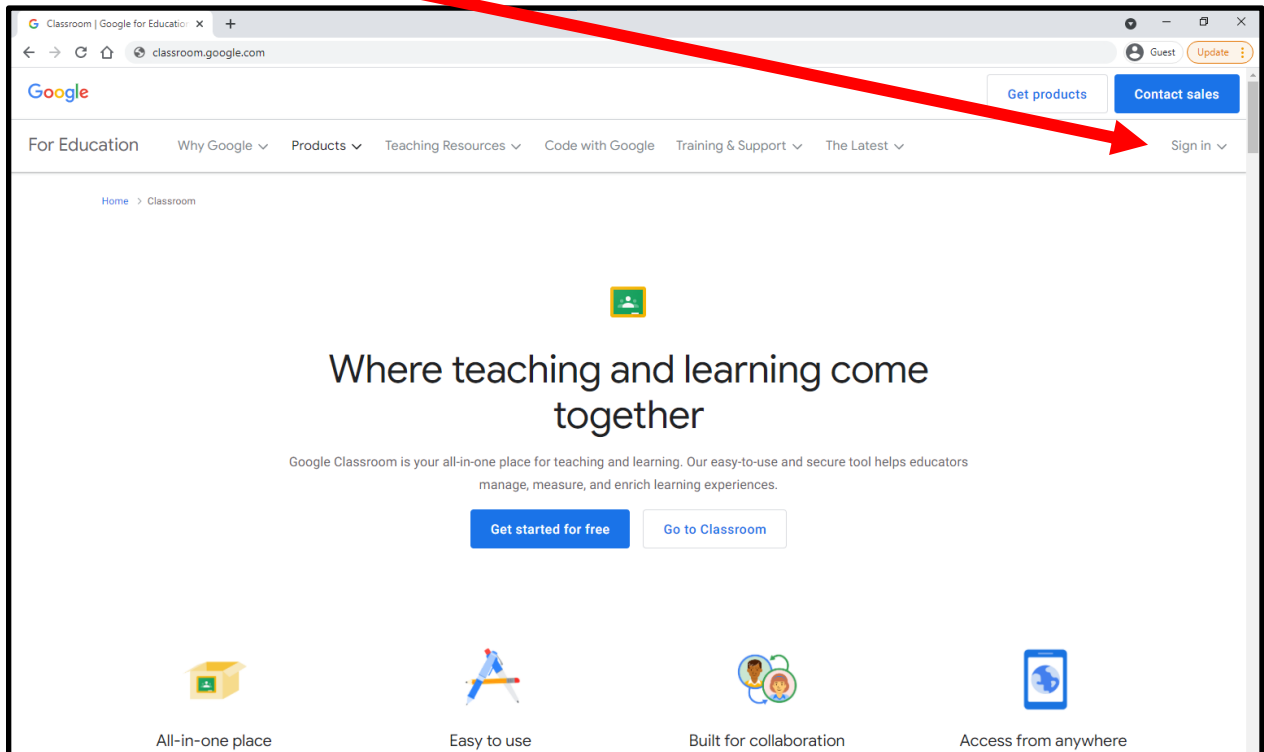 Classroom | Google for Education
classroom.google.com
Guest
Update
Google
Get products
Contact sales
For Education
Why Google
Products
Teaching Resources
Code with Google
Training & Support
The Latest
Sign in
Home > Classroom
Where teaching and learning come
together
Google Classroom is your all-in-one place for teaching and learning. Our easy-to-use and secure tool helps educators
manage, measure, and enrich learning experiences.
Get started for free
Go to Classroom
All-in-one place
Easy to use
Built for collaboration
Access from anywhere